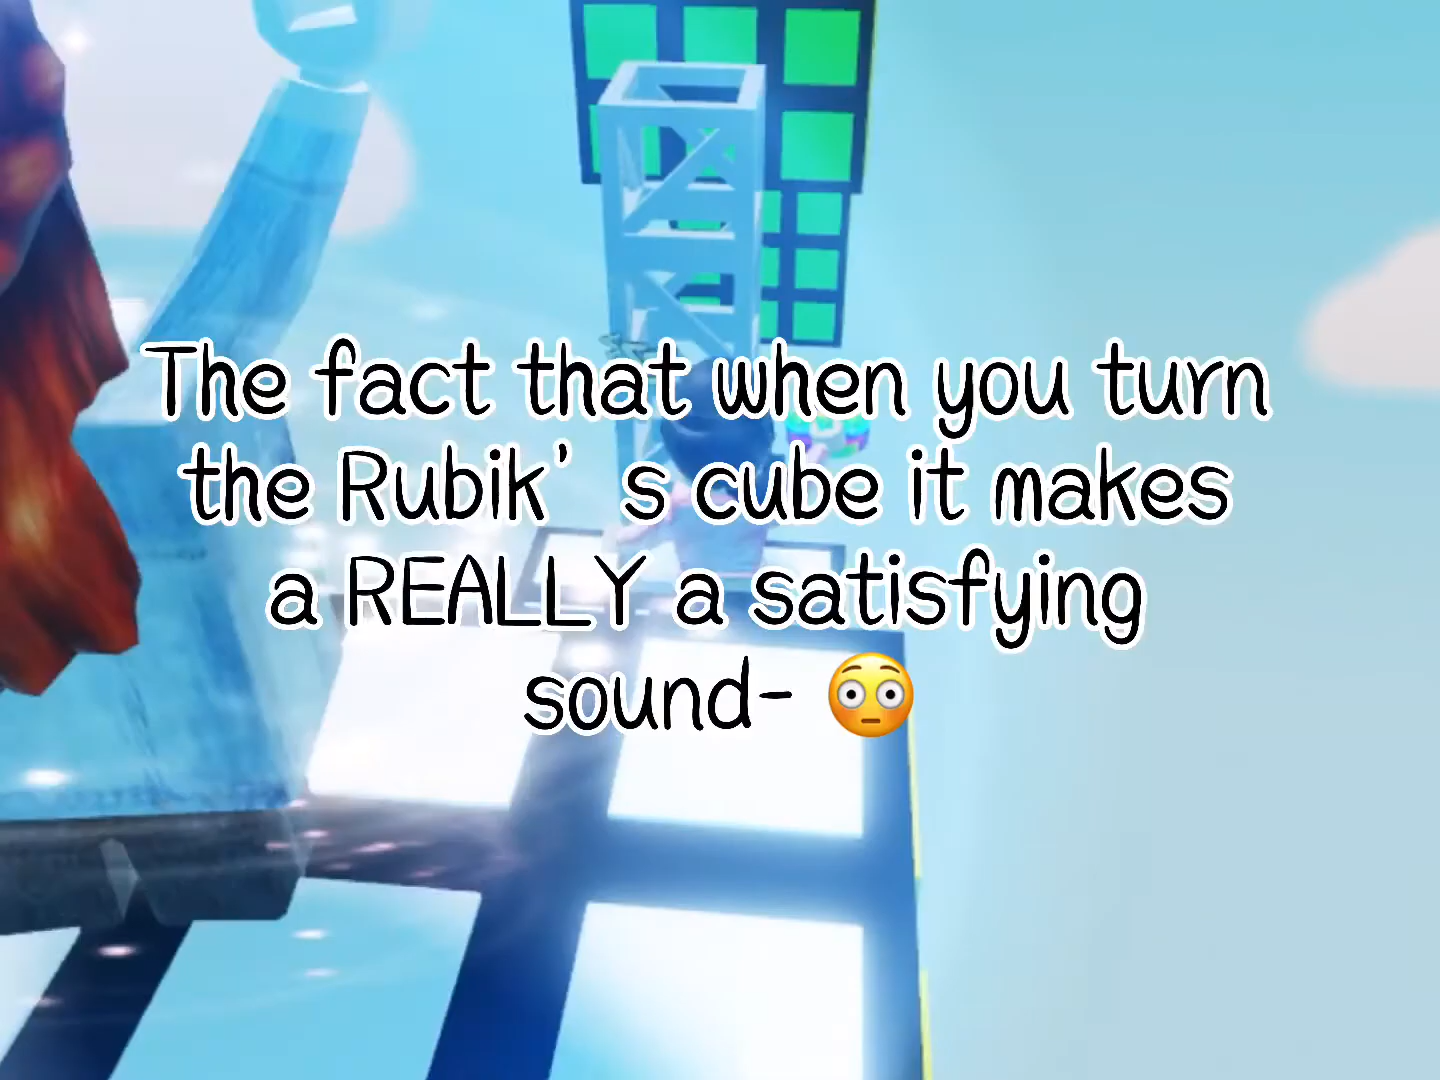 The fact that when you turn
the Rubik’s cube it makes
a REALLY a satisfying
sound- 😳